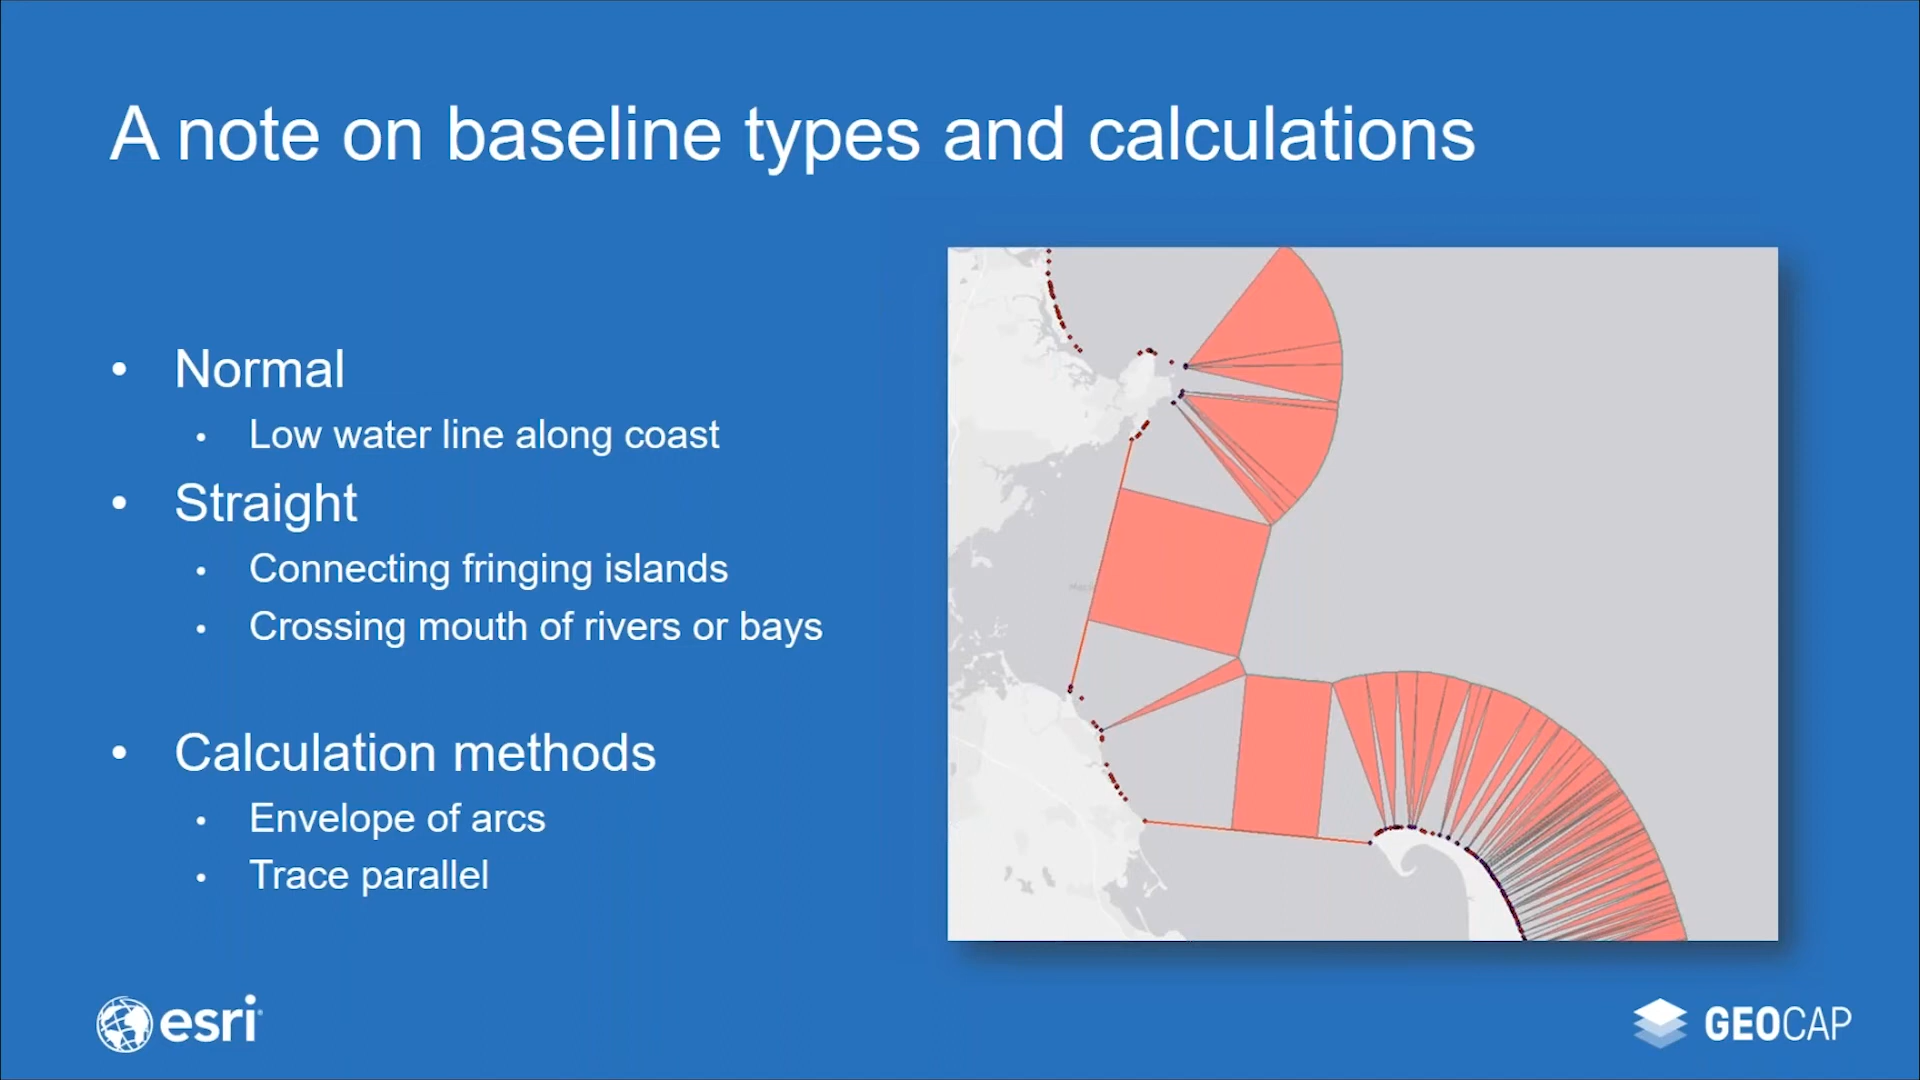 A note on baseline types and calculations
• Normal
• Low water line along coast
• Straight
• Connecting fringing islands
• Crossing mouth of rivers or bays
• Calculation methods
• Envelope of arcs
• Trace parallel
esri
GEOCAP